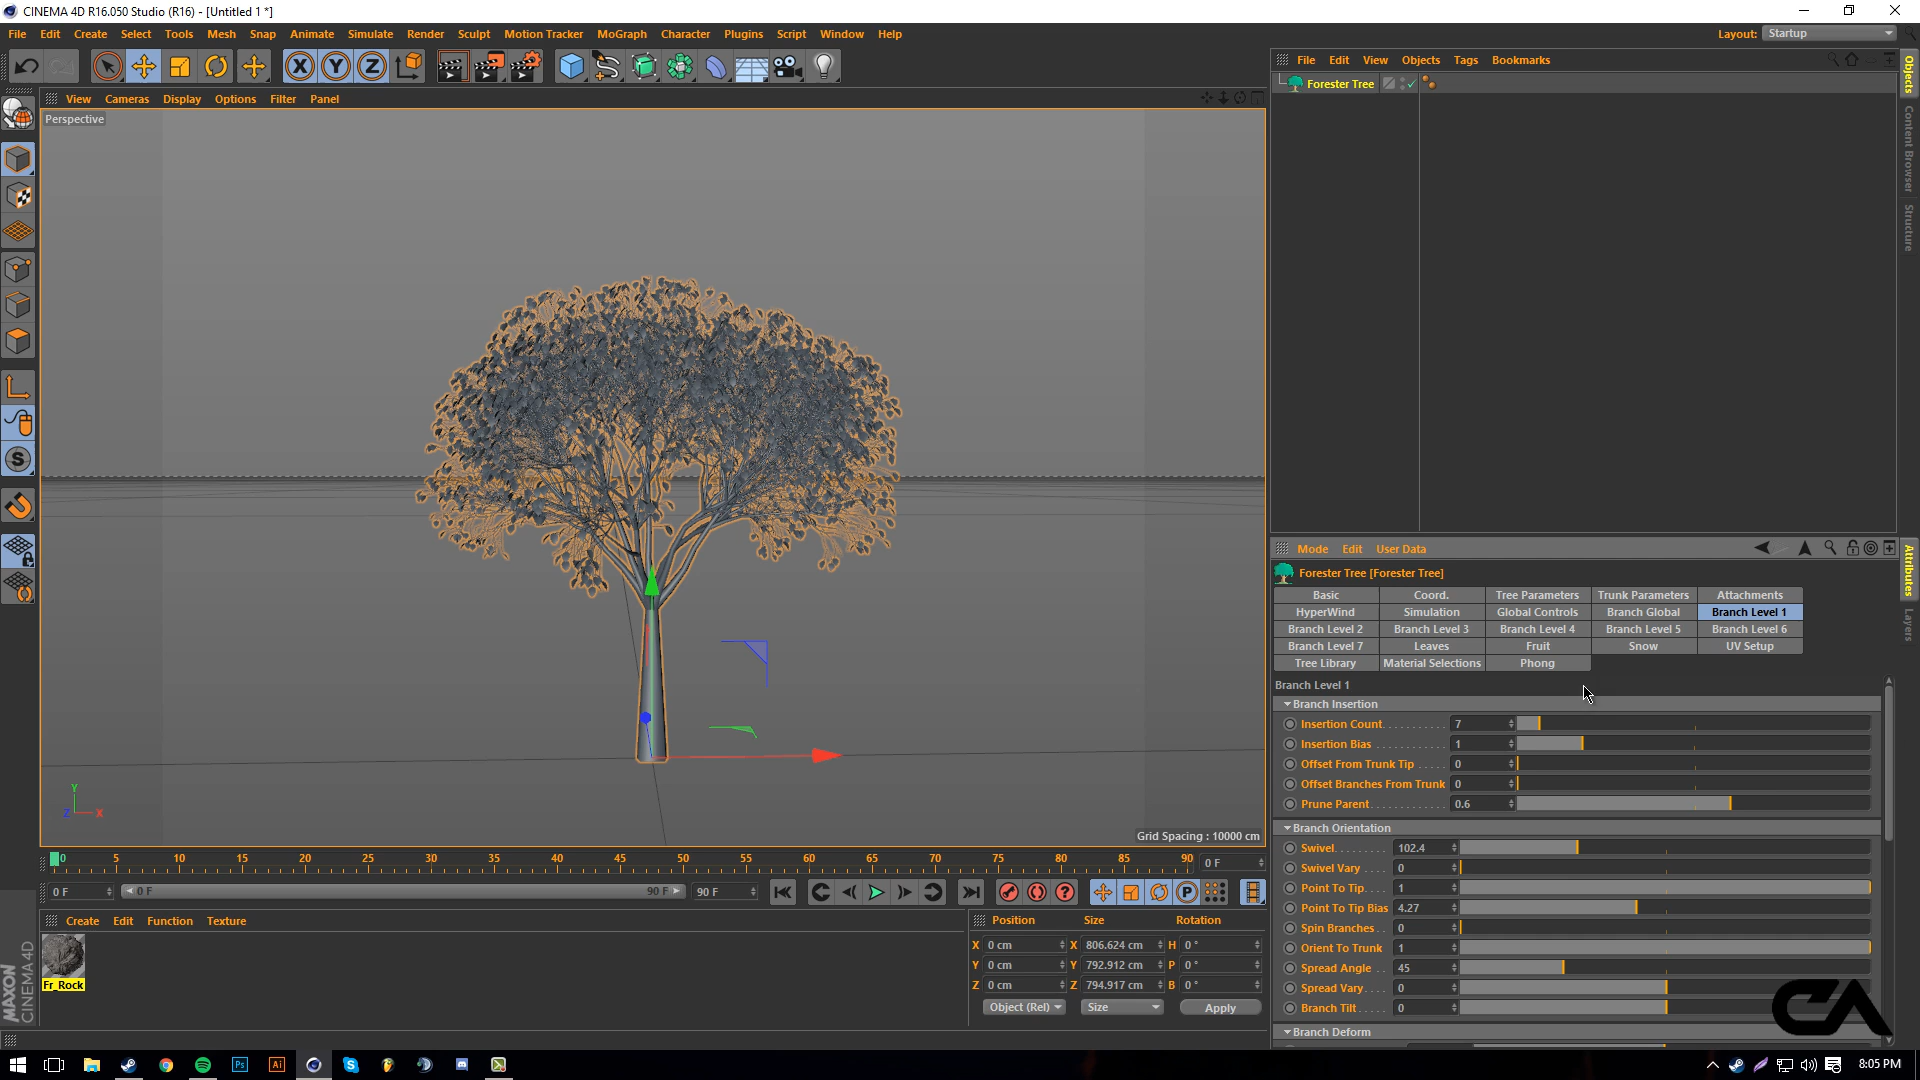 CINEMA 4D R16.050 Studio (R16) - [Untitled 1 *]
File Edit Create Select Tools Mesh Snap Animate Simulate Render Sculpt Motion Tracker MoGraph Character Plugins Script Window Help
Layout: Startup
View Cameras Display Options Filter Panel
Perspective
Grid Spacing : 10000 cm
Y
Z X
File Edit View Objects Tags Bookmarks
Forester Tree
Objects
Content Browser
Structure
Mode Edit User Data
Attributes
Layers
Forester Tree [Forester Tree]
Basic Coord. Tree Parameters Trunk Parameters Attachments
HyperWind Simulation Global Controls Branch Global Branch Level 1
Branch Level 2 Branch Level 3 Branch Level 4 Branch Level 5 Branch Level 6
Branch Level 7 Leaves Fruit Snow UV Setup
Tree Library Material Selections Phong
Branch Level 1
Branch Insertion
Insertion Count 7
Insertion Bias 1
Offset From Trunk Tip 0
Offset Branches From Trunk 0
Prune Parent 0.6
Branch Orientation
Swivel 102.4
Swivel Vary 0
Point To Tip 1
Point To Tip Bias 4.27
Spin Branches 0
Orient To Trunk 1
Spread Angle 45
Spread Vary 0
Branch Tilt 0
Branch Deform
0 5 10 15 20 25 30 35 40 45 50 55 60 65 70 75 80 85 90 0 F
0 F 0 F 90 F 90 F
Create Edit Function Texture
Fr_Rock
MAXON
CINEMA 4D
Position Size Rotation
X 0 cm X 806.624 cm H 0 °
Y 0 cm Y 792.912 cm P 0 °
Z 0 cm Z 794.917 cm B 0 °
Object (Rel) Size Apply
CA
8:05 PM